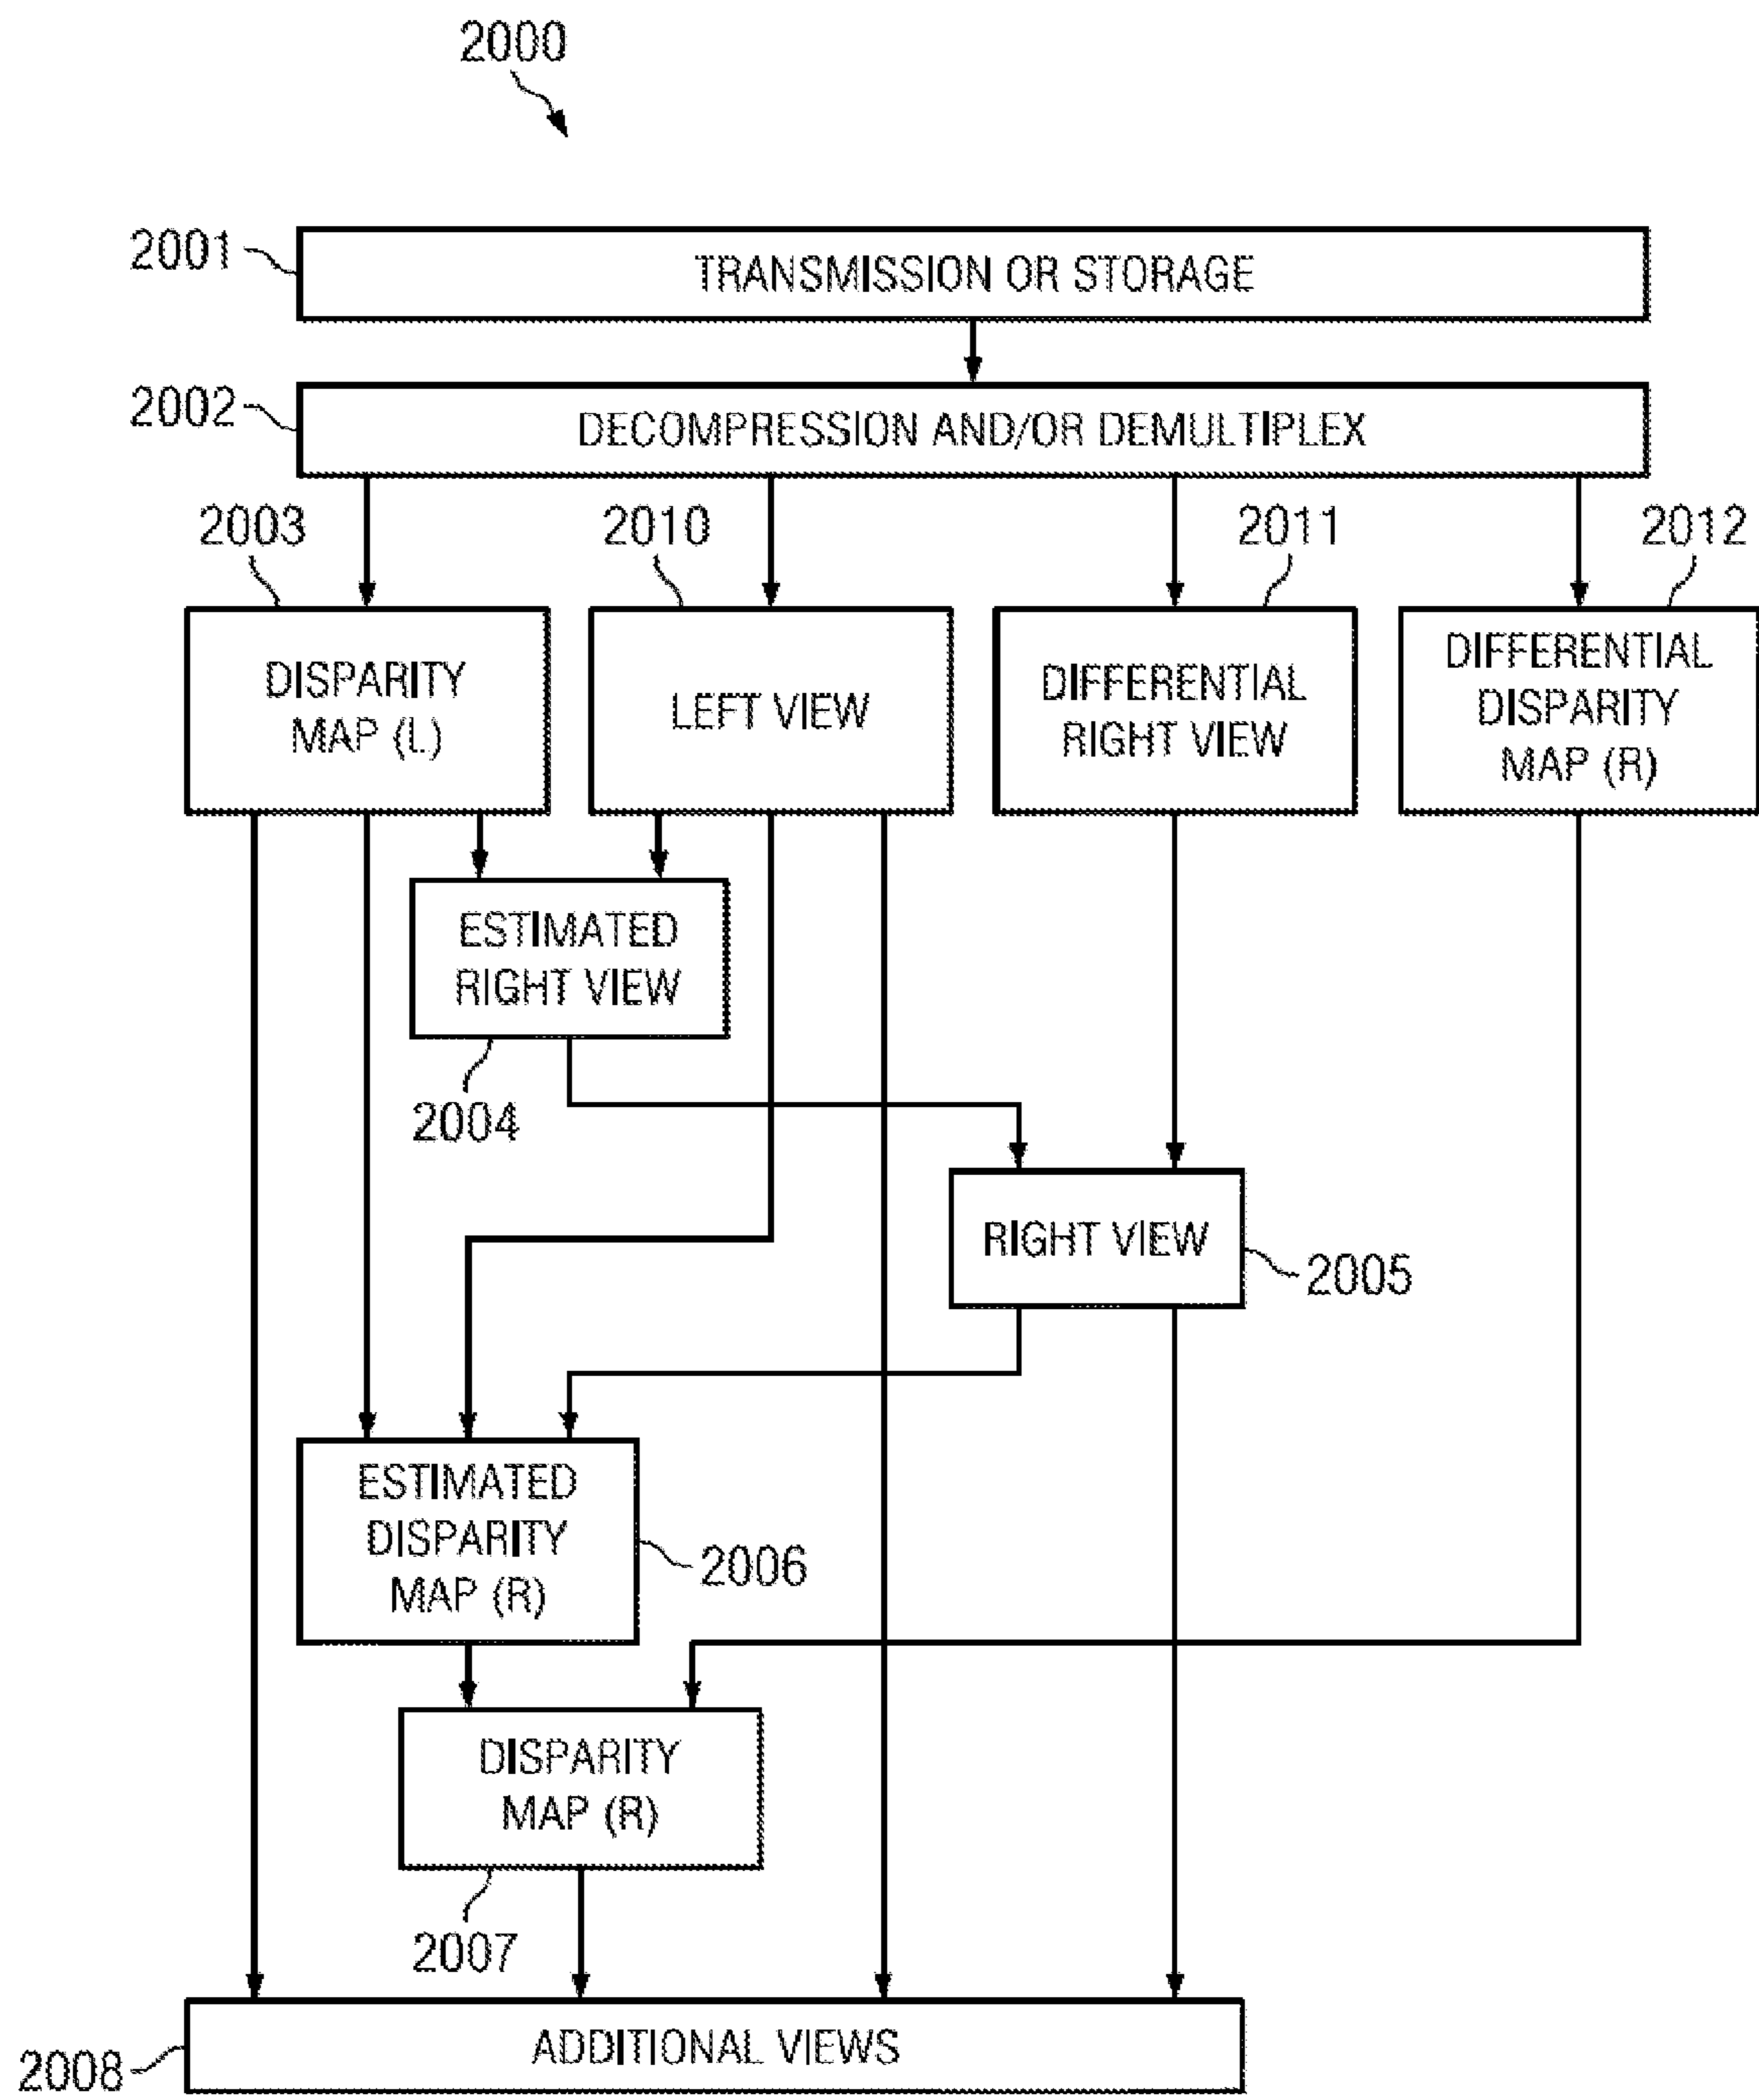 2000
2001
TRANSMISSION OR STORAGE
2002
DECOMPRESSION AND/OR DEMULTIPLEX
2003
2010
2011
2012
DISPARITY
MAP (L)
LEFT VIEW
DIFFERENTIAL
RIGHT VIEW
DIFFERENTIAL
DISPARITY
MAP (R)
ESTIMATED
RIGHT VIEW
2004
RIGHT VIEW
2005
ESTIMATED
DISPARITY
MAP (R)
2006
DISPARITY
MAP (R)
2007
ADDITIONAL VIEWS
2008